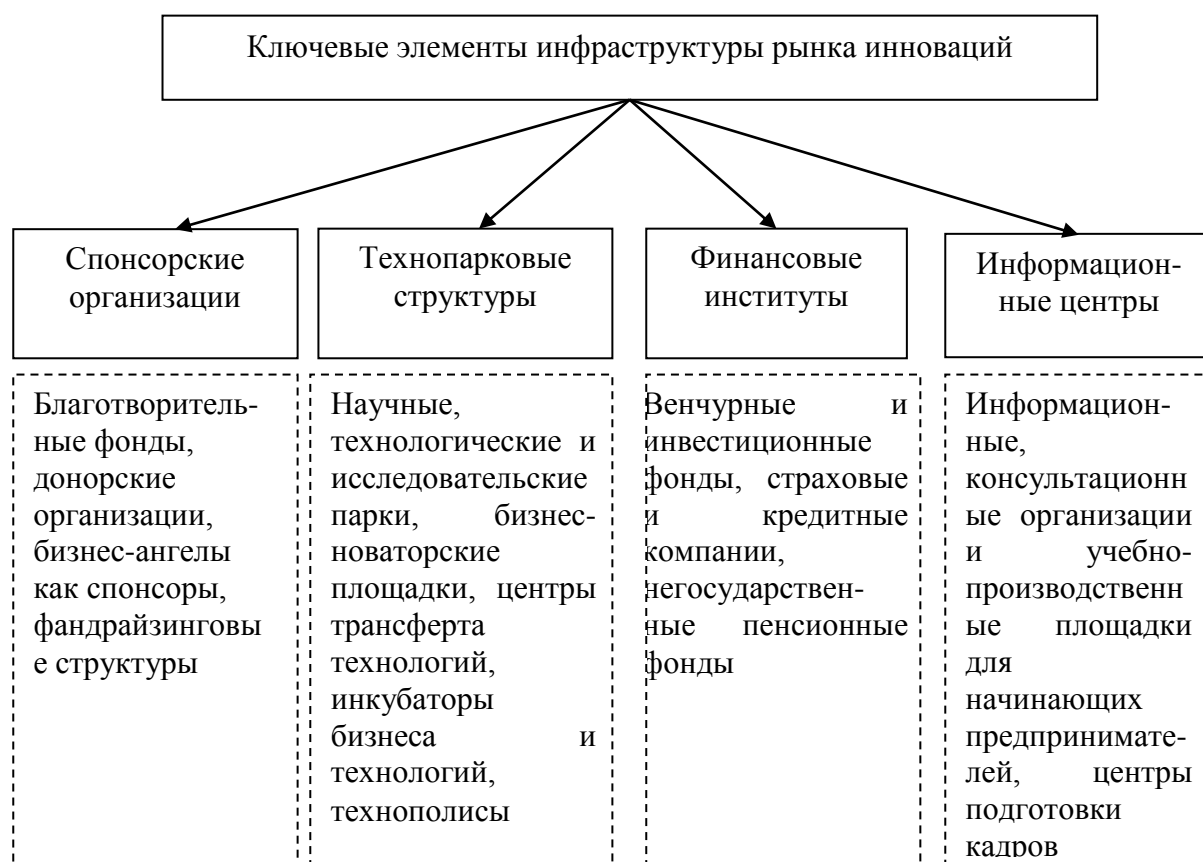 Ключевые элементы инфраструктуры рынка инноваций
Спонсорские
организации
Технопарковые
структуры
Финансовые
институты
Информацион-
ные центры
Благотворитель-
ные фонды,
донорские
организации,
бизнес-ангелы
как спонсоры,
фандрайзинговы
е структуры
Научные,
технологические и
исследовательские
парки, бизнес-
новаторские
площадки, центры
трансферта
технологий,
инкубаторы
бизнеса и
технологий,
технополисы
Венчурные и
инвестиционные
фонды, страховые
и кредитные
компании,
негосударствен-
ные пенсионные
фонды
Информацион-
ные,
консультационн
ые организации
и учебно-
производственн
ые площадки
для
начинающих
предпринимате-
лей, центры
подготовки
кадров